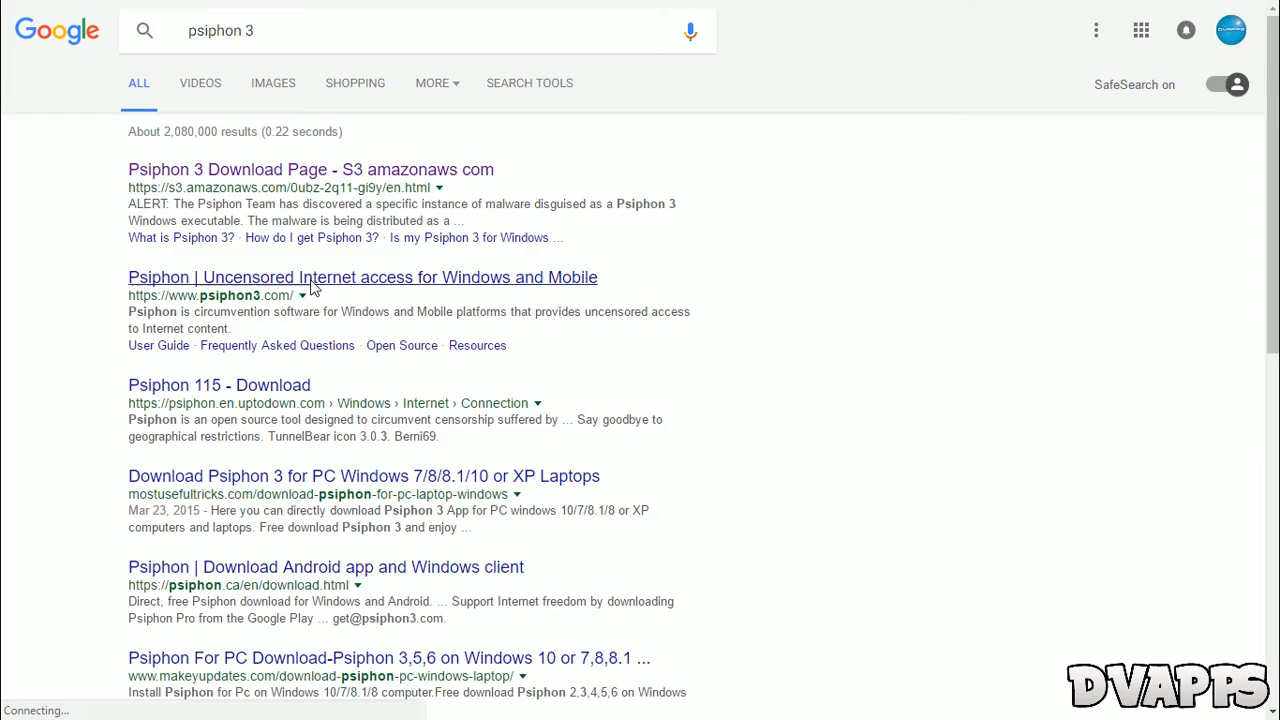 Google
psiphon 3
ALL VIDEOS IMAGES SHOPPING MORE SEARCH TOOLS
SafeSearch on
About 2,080,000 results (0.22 seconds)
Psiphon 3 Download Page - S3 amazonaws com
https://s3.amazonaws.com/0ubz-2q11-gi9y/en.html
ALERT: The Psiphon Team has discovered a specific instance of malware disguised as a Psiphon 3
Windows executable. The malware is being distributed as a ...
What is Psiphon 3? · How do I get Psiphon 3? · Is my Psiphon 3 for Windows ...
Psiphon | Uncensored Internet access for Windows and Mobile
https://www.psiphon3.com/
Psiphon is circumvention software for Windows and Mobile platforms that provides uncensored access
to Internet content.
User Guide · Frequently Asked Questions · Open Source · Resources
Psiphon 115 - Download
https://psiphon.en.uptodown.com › Windows › Internet › Connection
Psiphon is an open source tool designed to circumvent censorship suffered by ... Say goodbye to
geographical restrictions. TunnelBear icon 3.0.3. Berni69.
Download Psiphon 3 for PC Windows 7/8/8.1/10 or XP Laptops
mostusefultricks.com/download-psiphon-for-pc-laptop-windows
Mar 23, 2015 - Here you can directly download Psiphon 3 App for PC windows 10/7/8.1/8 or XP
computers and laptops. Free download Psiphon 3 and enjoy ...
Psiphon | Download Android app and Windows client
https://psiphon.ca/en/download.html
Direct, free Psiphon download for Windows and Android. ... Support Internet freedom by downloading
Psiphon Pro from the Google Play ... get@psiphon3.com.
Psiphon For PC Download-Psiphon 3,5,6 on Windows 10 or 7,8,8.1 ...
www.makeupdates.com/download-psiphon-pc-windows-laptop/
Install Psiphon for Pc on Windows 10/7/8.1/8 computer.Free download Psiphon 2,3,4,5,6 on Windows
Connecting...
DVAPPS